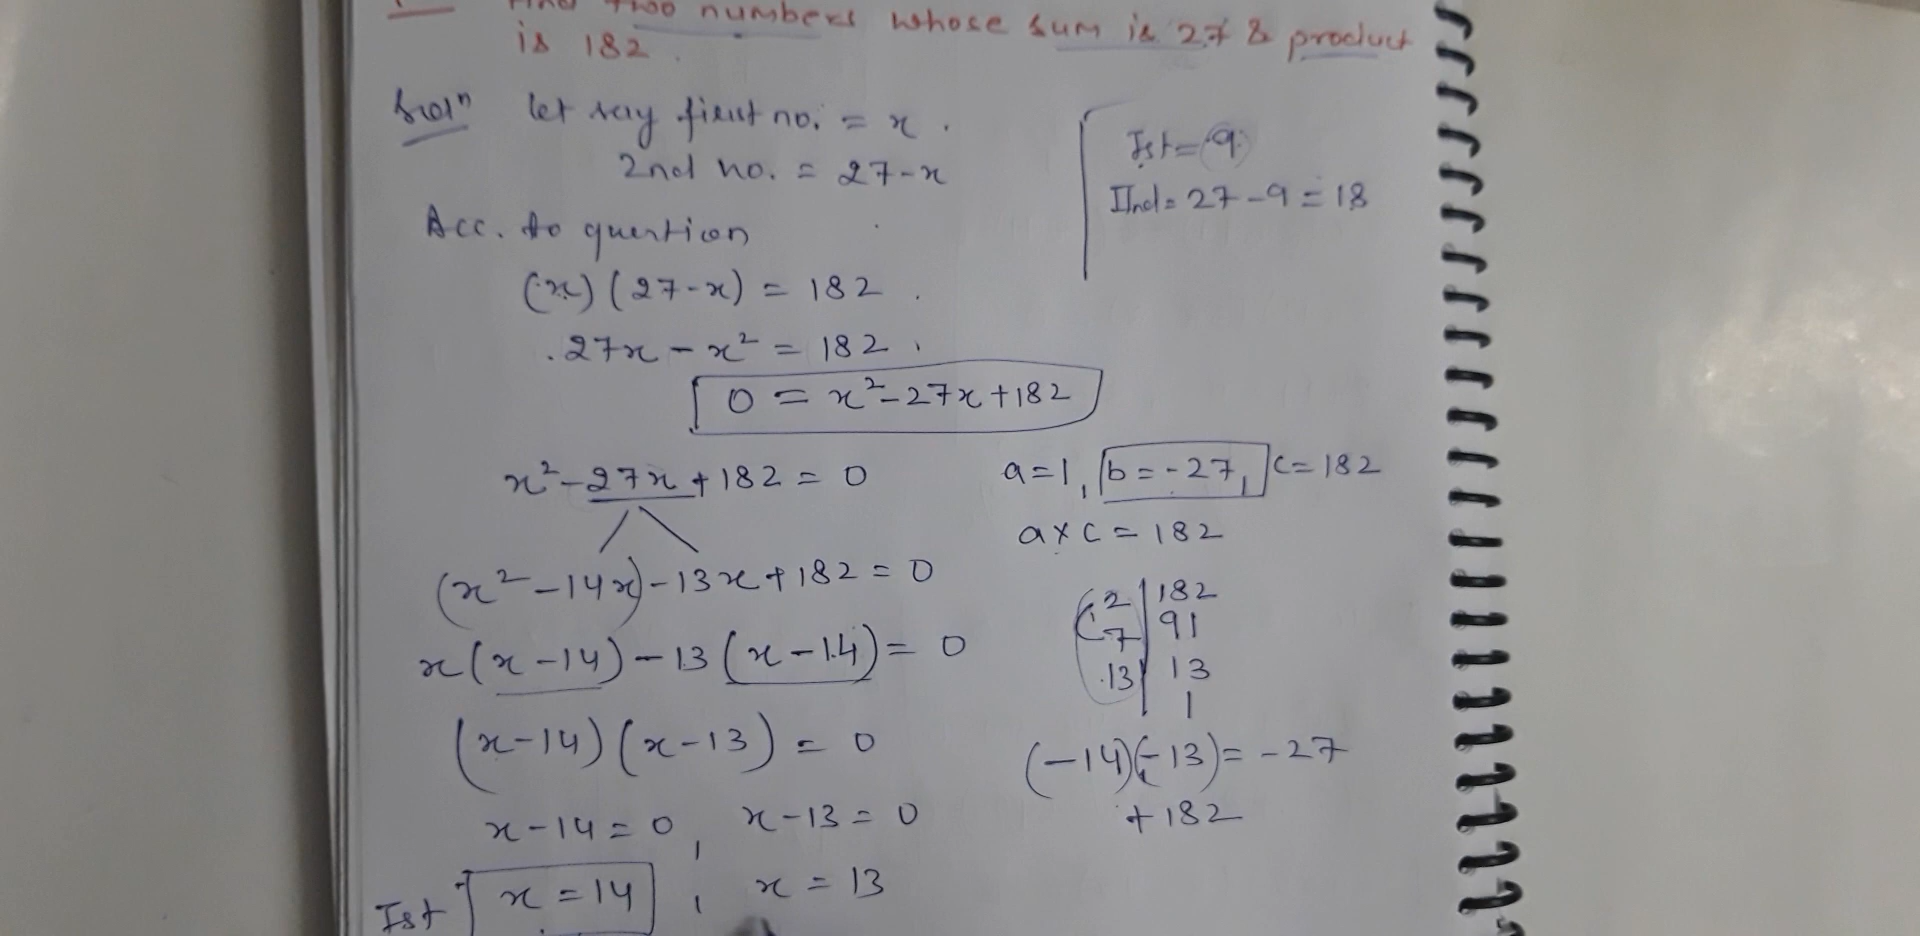 Find two numbers whose sum is 27 & product
is 182.
Solⁿ let say first no. = x.
2nd no. = 27-x
Ist = 9
IInd = 27-9 = 18
Acc. to question
(x) (27-x) = 182
27x - x² = 182
0 = x² - 27x + 182
x² - 27x + 182 = 0
a=1, b=-27, c=182
a×c = 182
(x² - 14x) - 13x + 182 = 0
x(x-14) - 13(x-14) = 0
(x-14) (x-13) = 0
x-14 = 0, x-13 = 0
Ist x = 14, x = 13
2 | 182
7 | 91
13 | 13
1
(-14)(-13) = -27
+182